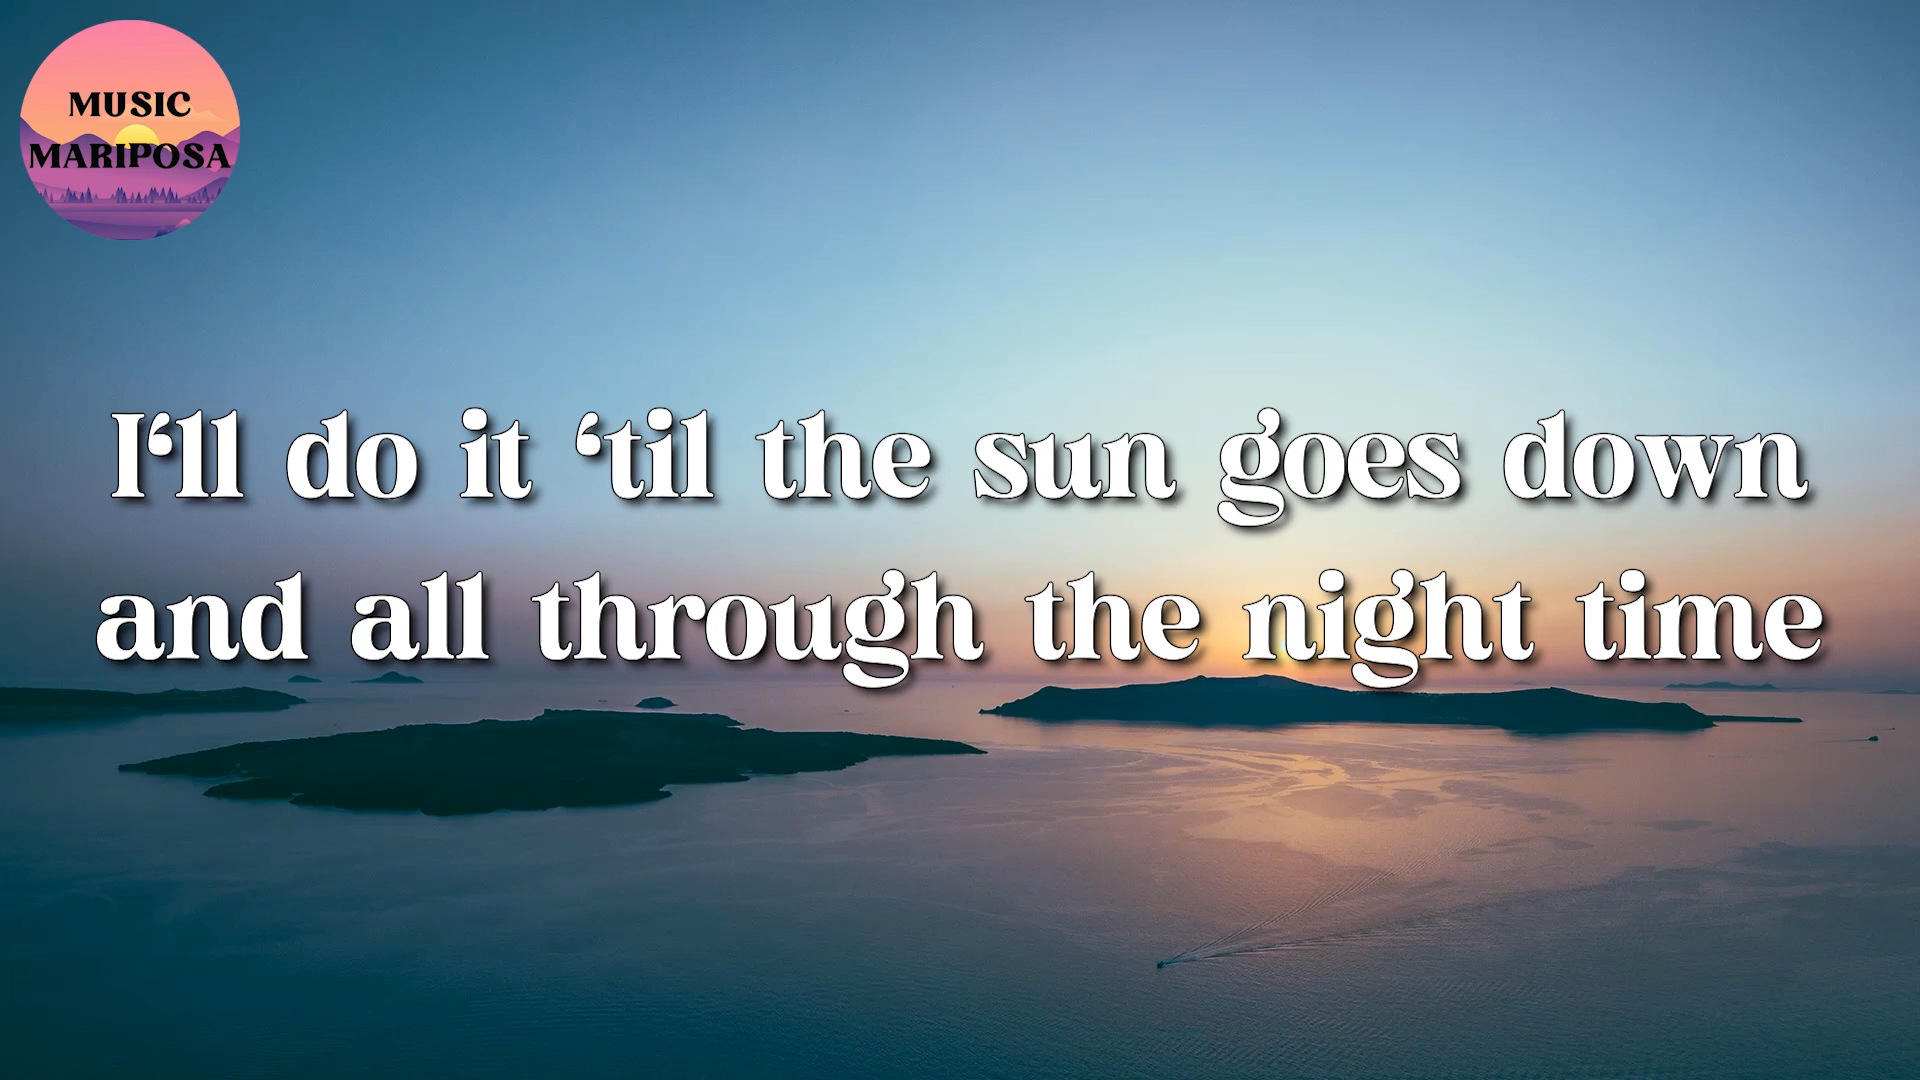 MUSIC
MARIPOSA
I‘ll do it ‘til the sun goes down
and all through the night time